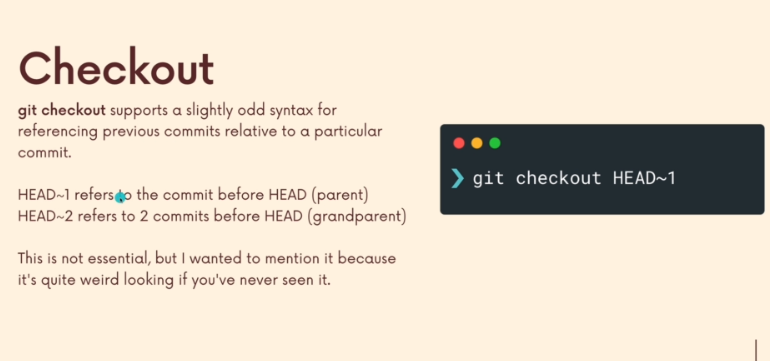 Checkout
git checkout supports a slightly odd syntax for
referencing previous commits relative to a particular
commit.
❯ git checkout HEAD~1
HEAD~1 refers to the commit before HEAD (parent)
HEAD~2 refers to 2 commits before HEAD (grandparent)
This is not essential, but I wanted to mention it because
it's quite weird looking if you've never seen it.